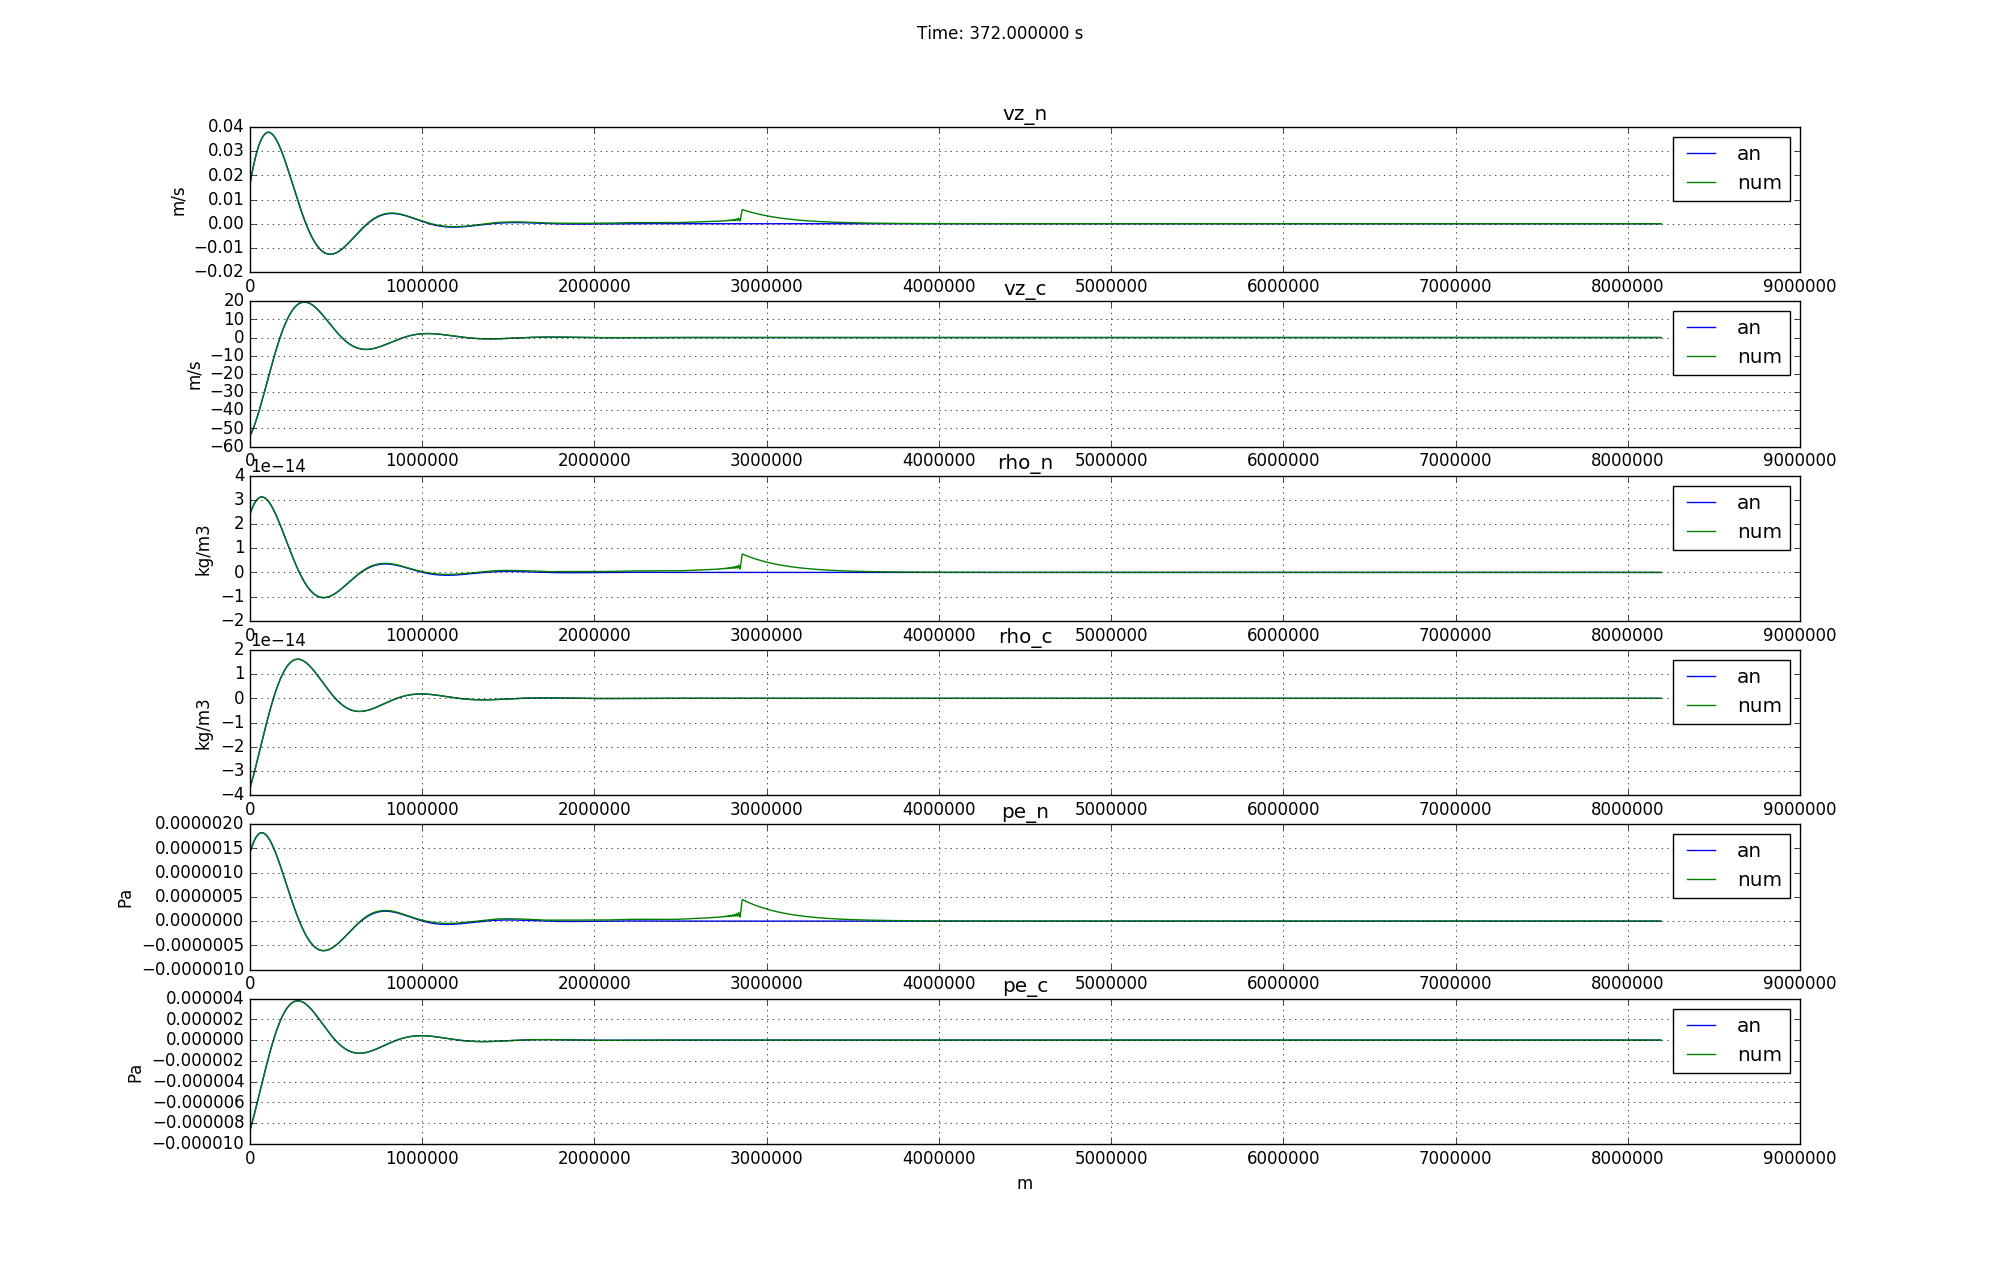 Time: 372.000000 s
vz_n
0.04
0.03
0.02
0.01
0.00
−0.01
−0.02
m/s
an
num
0 1000000 2000000 3000000 4000000 5000000 6000000 7000000 8000000 9000000
vz_c
20
10
0
−10
−20
−30
−40
−50
−60
m/s
an
num
0 1000000 2000000 3000000 4000000 5000000 6000000 7000000 8000000 9000000
1e−14
rho_n
4
3
2
1
0
−1
−2
kg/m3
an
num
0 1000000 2000000 3000000 4000000 5000000 6000000 7000000 8000000 9000000
1e−14
rho_c
2
1
0
−1
−2
−3
−4
kg/m3
an
num
0 1000000 2000000 3000000 4000000 5000000 6000000 7000000 8000000 9000000
pe_n
0.0000020
0.0000015
0.0000010
0.0000005
0.0000000
−0.0000005
−0.0000010
Pa
an
num
0 1000000 2000000 3000000 4000000 5000000 6000000 7000000 8000000 9000000
pe_c
0.000004
0.000002
0.000000
−0.000002
−0.000004
−0.000006
−0.000008
−0.000010
Pa
an
num
0 1000000 2000000 3000000 4000000 5000000 6000000 7000000 8000000 9000000
m